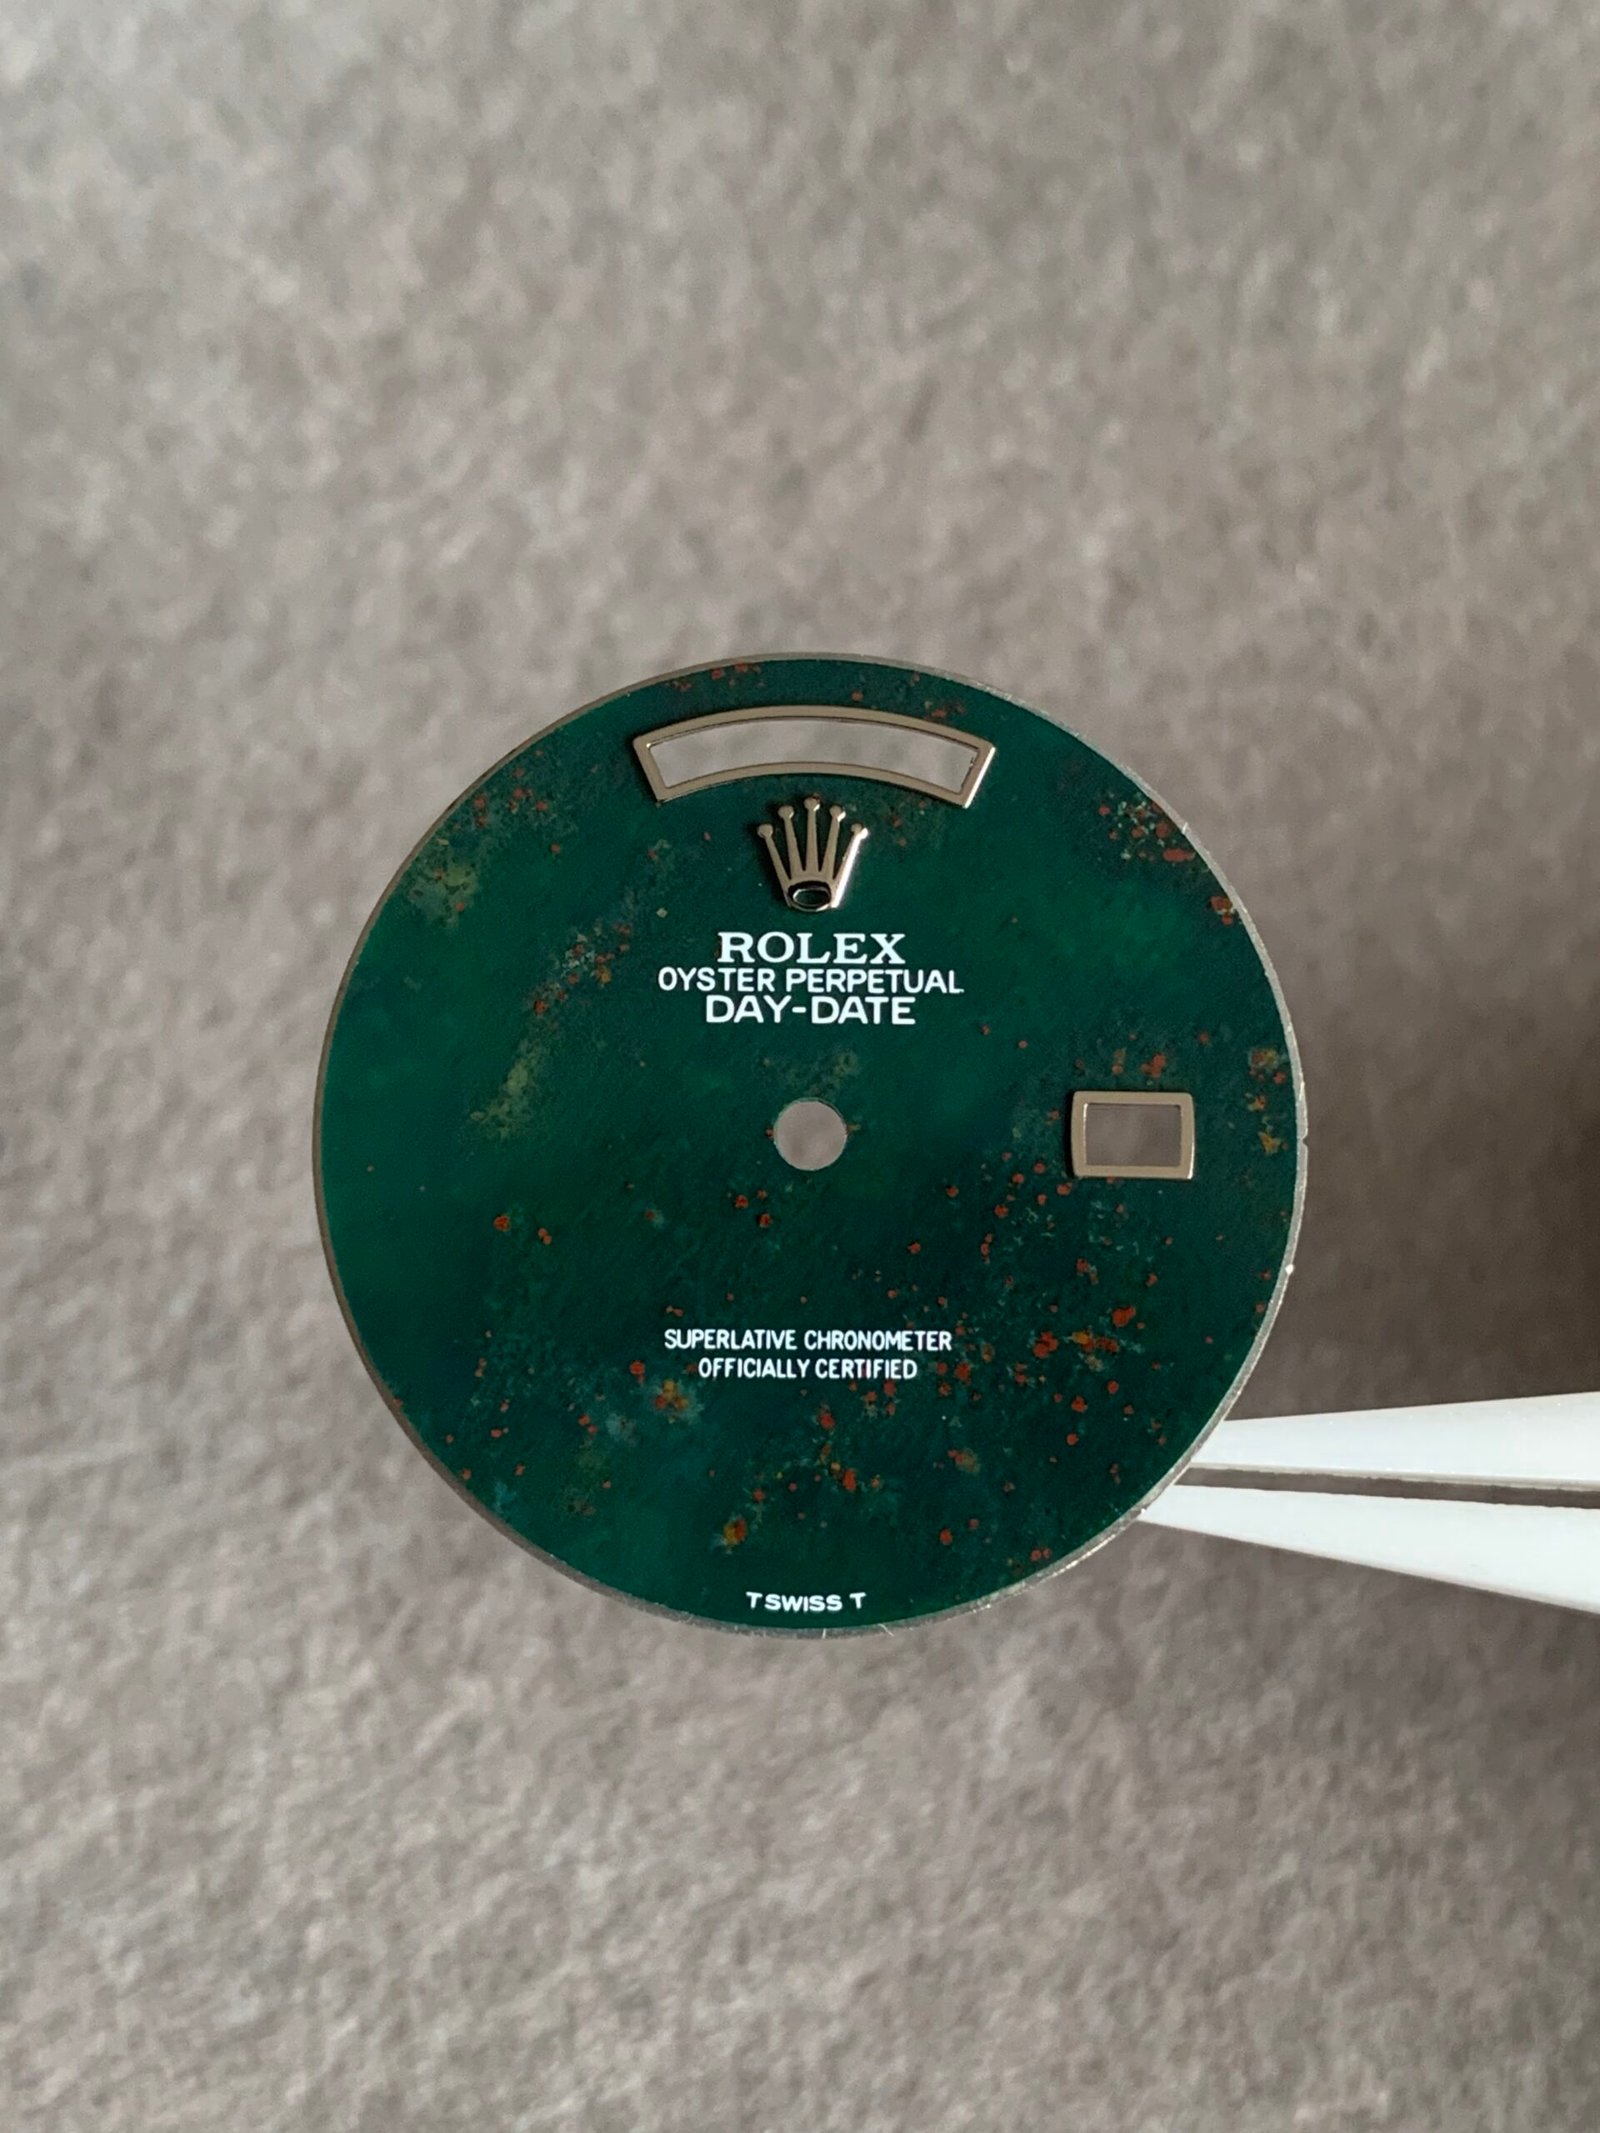 ROLEX
OYSTER PERPETUAL
DAY-DATE
SUPERLATIVE CHRONOMETER
OFFICIALLY CERTIFIED
T SWISS T